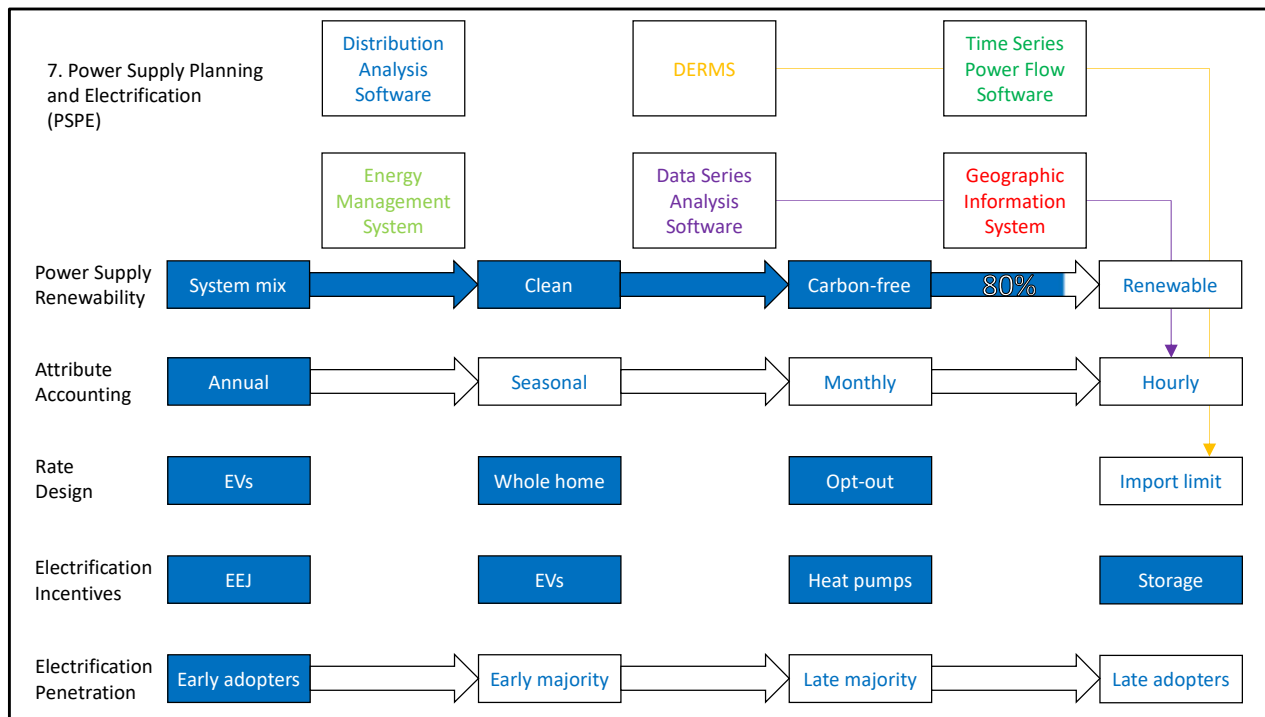 7. Power Supply Planning
and Electrification
(PSPE)
Distribution
Analysis
Software
DERMS
Time Series
Power Flow
Software
Energy
Management
System
Data Series
Analysis
Software
Geographic
Information
System
Power Supply
Renewability
System mix
Clean
Carbon-free
80%
Renewable
Attribute
Accounting
Annual
Seasonal
Monthly
Hourly
Rate
Design
EVs
Whole home
Opt-out
Import limit
Electrification
Incentives
EEJ
EVs
Heat pumps
Storage
Electrification
Penetration
Early adopters
Early majority
Late majority
Late adopters